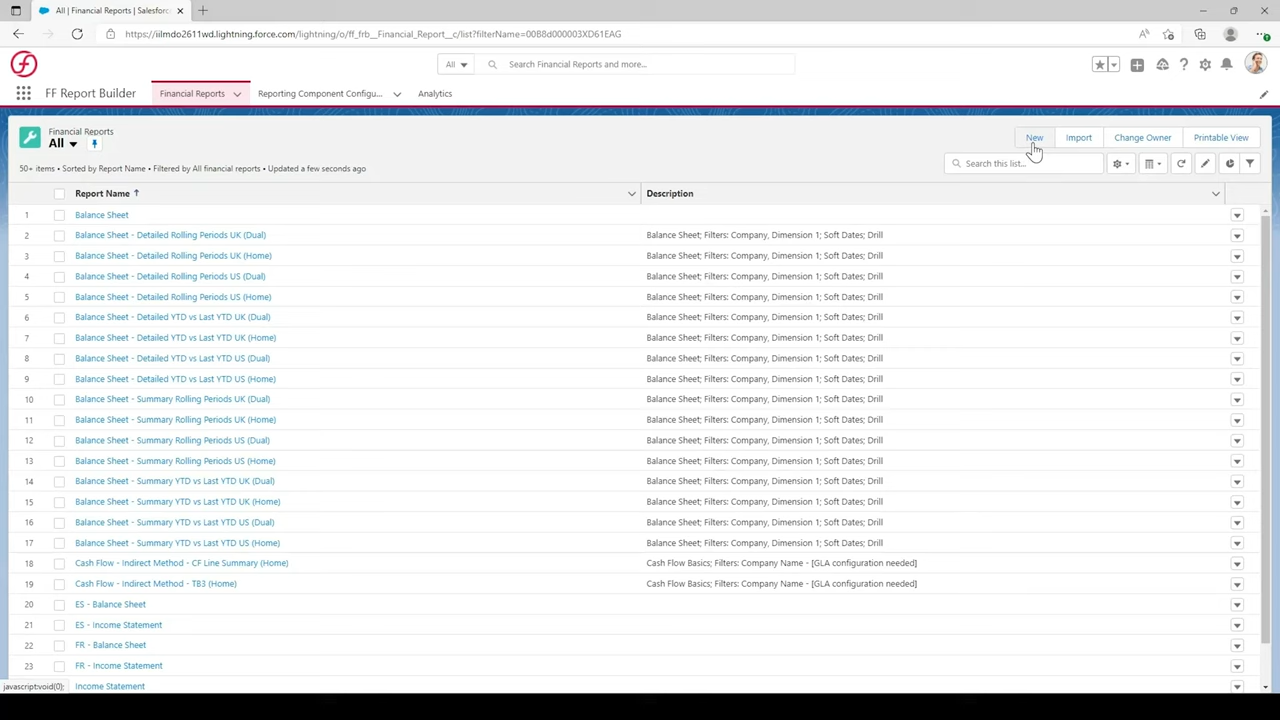 All | Financial Reports | Salesforc
https://iilmdo2611wd.lightning.force.com/lightning/o/ff_frb__Financial_Report__c/list?filterName=00B8d000003XD61EAG
All
Search Financial Reports and more...
FF Report Builder
Financial Reports
Reporting Component Configu...
Analytics
Financial Reports
All
New
Import
Change Owner
Printable View
50+ items • Sorted by Report Name • Filtered by All financial reports • Updated a few seconds ago
Search this list...
Report Name
Description
1 Balance Sheet
2 Balance Sheet - Detailed Rolling Periods UK (Dual) Balance Sheet; Filters: Company, Dimension 1; Soft Dates; Drill
3 Balance Sheet - Detailed Rolling Periods UK (Home) Balance Sheet; Filters: Company, Dimension 1; Soft Dates; Drill
4 Balance Sheet - Detailed Rolling Periods US (Dual) Balance Sheet; Filters: Company, Dimension 1; Soft Dates; Drill
5 Balance Sheet - Detailed Rolling Periods US (Home) Balance Sheet; Filters: Company, Dimension 1; Soft Dates; Drill
6 Balance Sheet - Detailed YTD vs Last YTD UK (Dual) Balance Sheet; Filters: Company, Dimension 1; Soft Dates; Drill
7 Balance Sheet - Detailed YTD vs Last YTD UK (Home) Balance Sheet; Filters: Company, Dimension 1; Soft Dates; Drill
8 Balance Sheet - Detailed YTD vs Last YTD US (Dual) Balance Sheet; Filters: Company, Dimension 1; Soft Dates; Drill
9 Balance Sheet - Detailed YTD vs Last YTD US (Home) Balance Sheet; Filters: Company, Dimension 1; Soft Dates; Drill
10 Balance Sheet - Summary Rolling Periods UK (Dual) Balance Sheet; Filters: Company, Dimension 1; Soft Dates; Drill
11 Balance Sheet - Summary Rolling Periods UK (Home) Balance Sheet; Filters: Company, Dimension 1; Soft Dates; Drill
12 Balance Sheet - Summary Rolling Periods US (Dual) Balance Sheet; Filters: Company, Dimension 1; Soft Dates; Drill
13 Balance Sheet - Summary Rolling Periods US (Home) Balance Sheet; Filters: Company, Dimension 1; Soft Dates; Drill
14 Balance Sheet - Summary YTD vs Last YTD UK (Dual) Balance Sheet; Filters: Company, Dimension 1; Soft Dates; Drill
15 Balance Sheet - Summary YTD vs Last YTD UK (Home) Balance Sheet; Filters: Company, Dimension 1; Soft Dates; Drill
16 Balance Sheet - Summary YTD vs Last YTD US (Dual) Balance Sheet; Filters: Company, Dimension 1; Soft Dates; Drill
17 Balance Sheet - Summary YTD vs Last YTD US (Home) Balance Sheet; Filters: Company, Dimension 1; Soft Dates; Drill
18 Cash Flow - Indirect Method - CF Line Summary (Home) Cash Flow Basics; Filters: Company Name - [GLA configuration needed]
19 Cash Flow - Indirect Method - TB3 (Home) Cash Flow Basics; Filters: Company Name - [GLA configuration needed]
20 ES - Balance Sheet
21 ES - Income Statement
22 FR - Balance Sheet
23 FR - Income Statement
Income Statement
javascript:void(0);